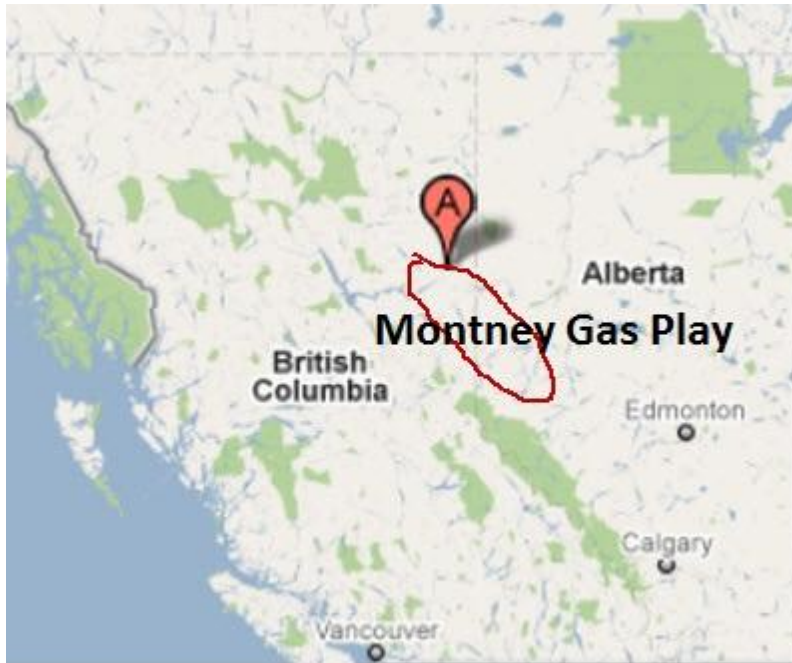 A
Alberta
Montney Gas Play
British
Columbia
Edmonton
Calgary
Vancouver